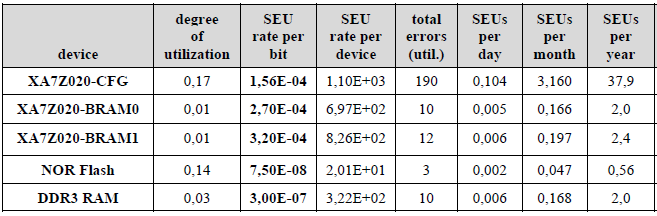 device degree of utilization SEU rate per bit SEU rate per device total errors (util.) SEUs per day SEUs per month SEUs per year
XA7Z020-CFG 0,17 1,56E-04 1,10E+03 190 0,104 3,160 37,9
XA7Z020-BRAM0 0,01 2,70E-04 6,97E+02 10 0,005 0,166 2,0
XA7Z020-BRAM1 0,01 3,20E-04 8,26E+02 12 0,006 0,197 2,4
NOR Flash 0,14 7,50E-08 2,01E+01 3 0,002 0,047 0,56
DDR3 RAM 0,03 3,00E-07 3,22E+02 10 0,006 0,168 2,0